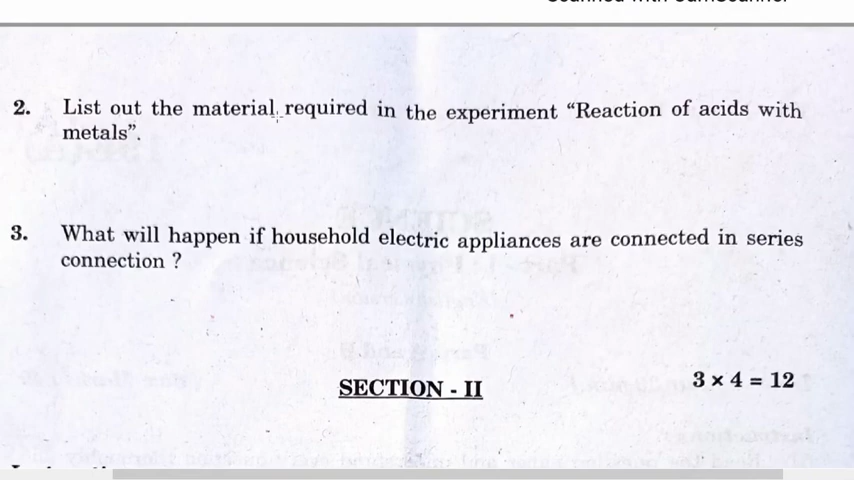 2. List out the material required in the experiment "Reaction of acids with
metals".
3. What will happen if household electric appliances are connected in series
connection ?
SECTION - II
3 × 4 = 12